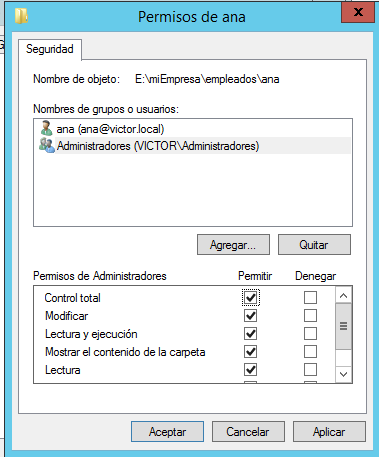 Permisos de ana
x
Seguridad
Nombre de objeto: E:\miEmpresa\empleados\ana
Nombres de grupos o usuarios:
ana (ana@victor.local)
Administradores (VICTOR\Administradores)
Agregar... Quitar
Permisos de Administradores Permitir Denegar
Control total
Modificar
Lectura y ejecución
Mostrar el contenido de la carpeta
Lectura
Aceptar Cancelar Aplicar